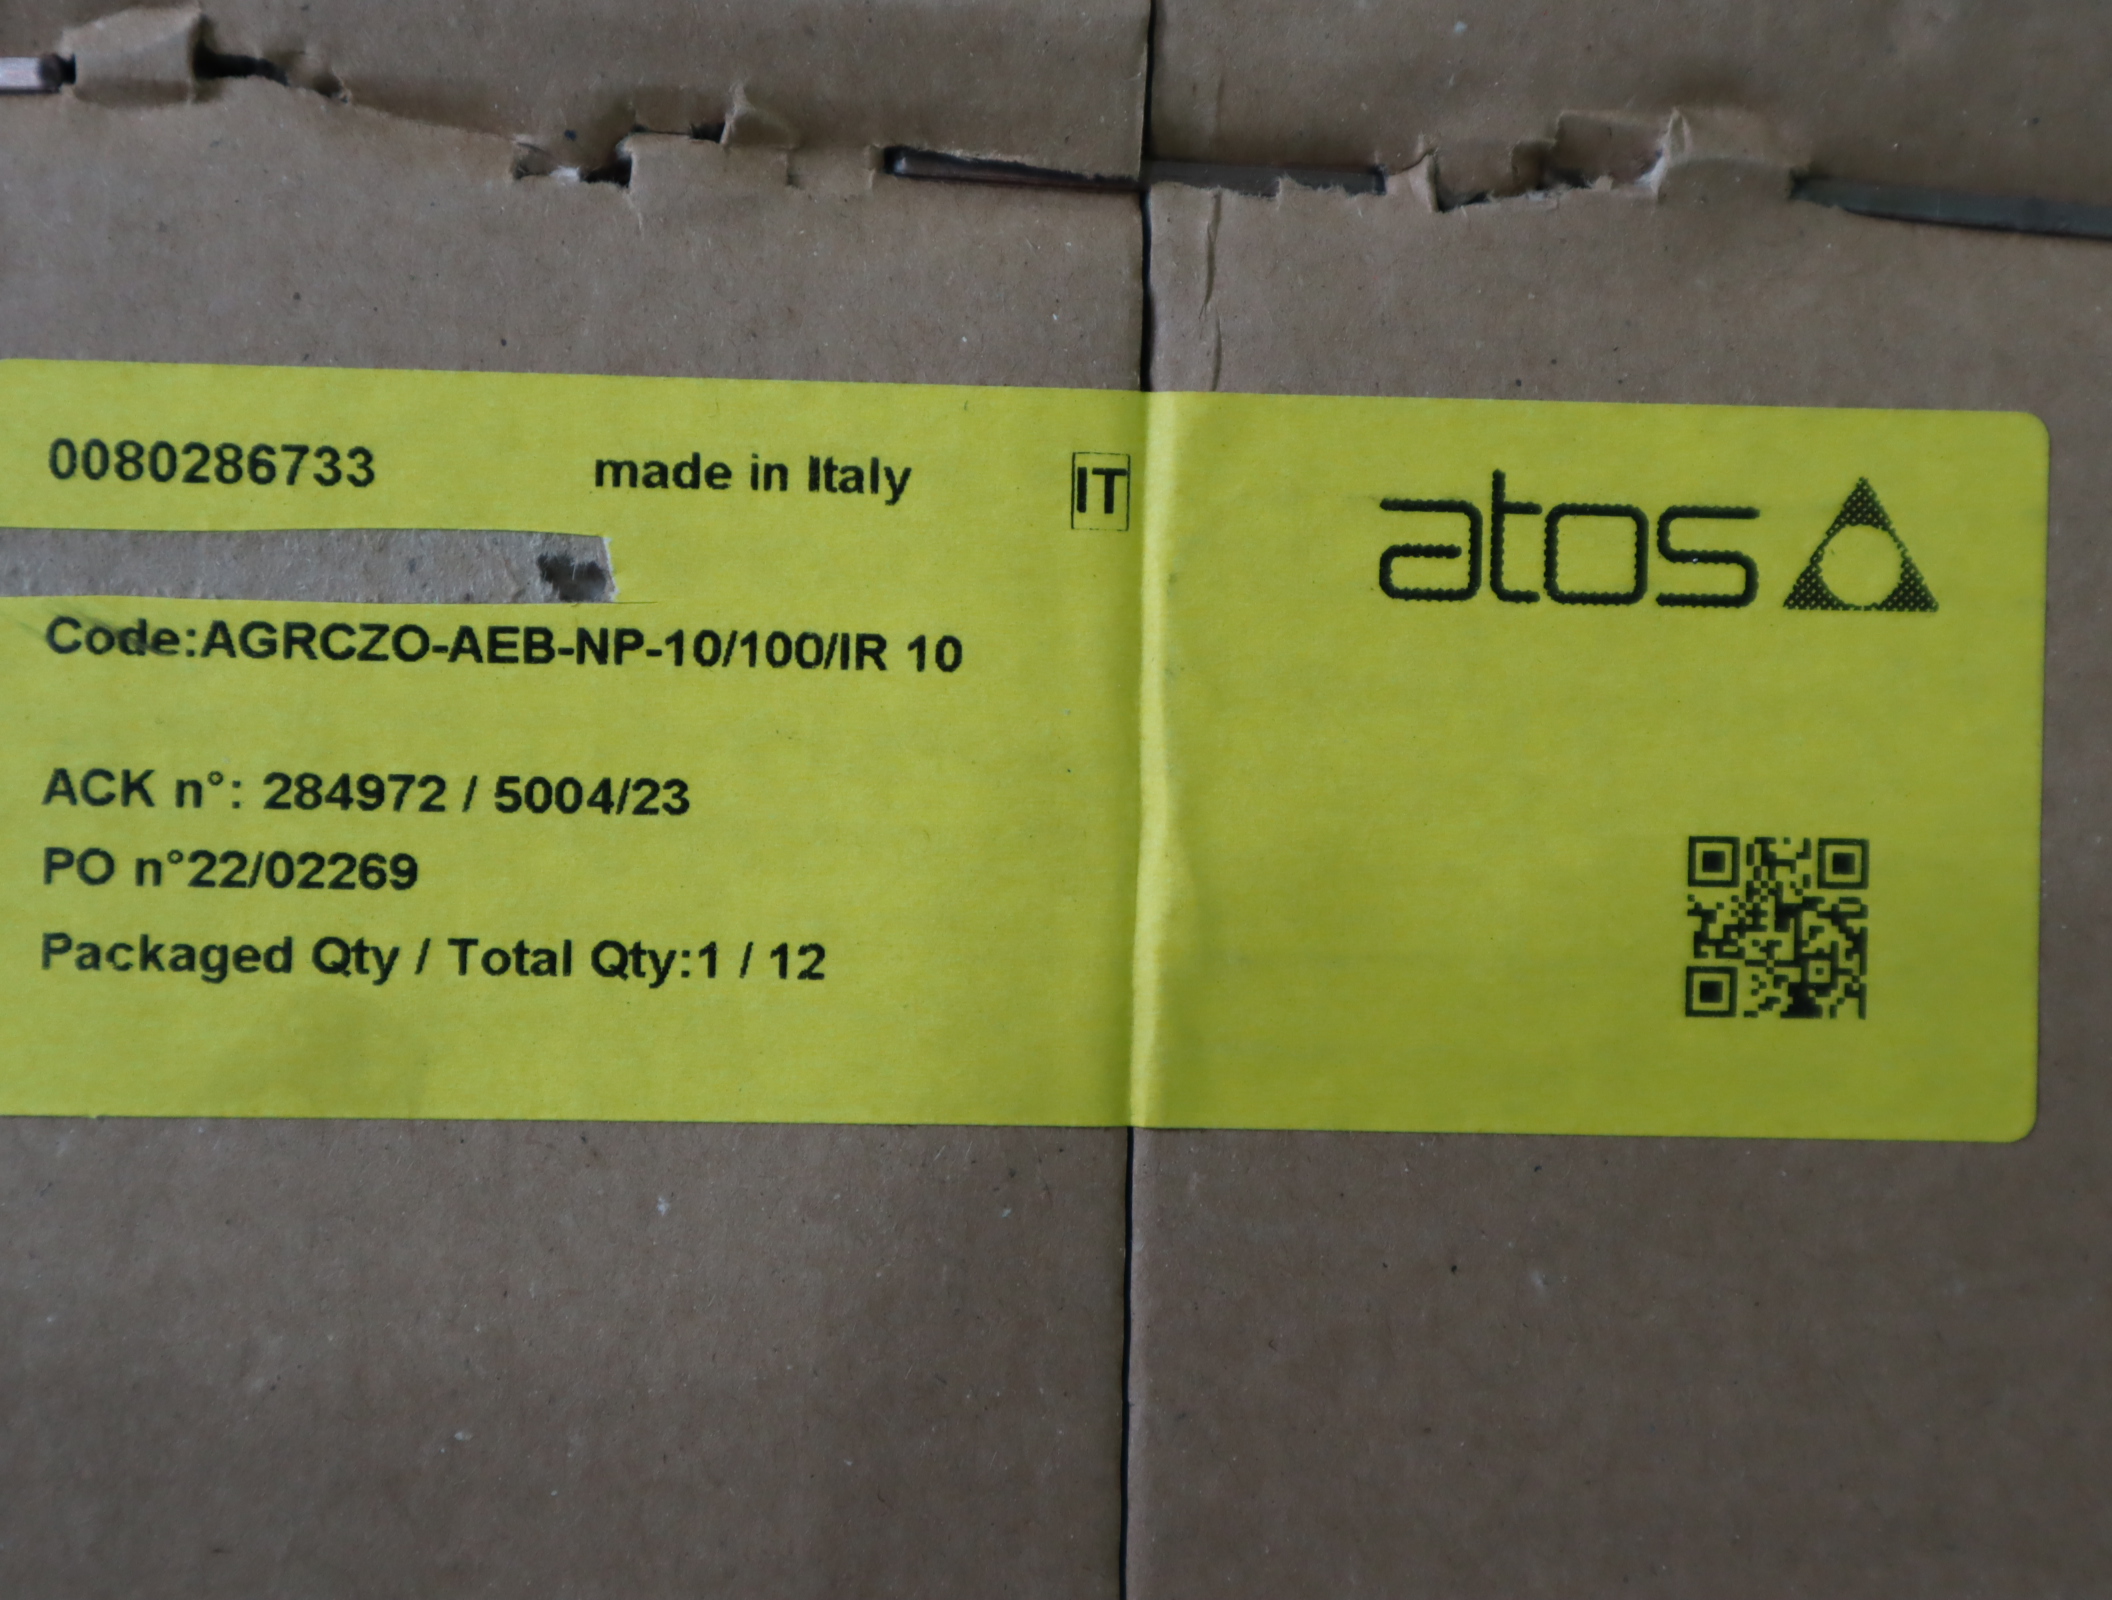 0080286733 made in Italy IT
atos
Code:AGRCZO-AEB-NP-10/100/IR 10
ACK n°: 284972 / 5004/23
PO n°22/02269
Packaged Qty / Total Qty:1 / 12